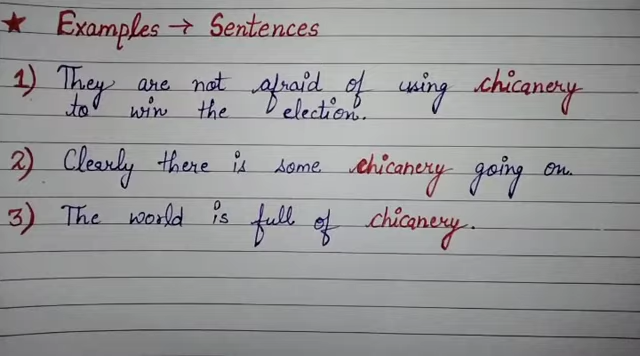 ★ Examples → Sentences
1) They are not afraid of using chicanery
to win the election.
2) Clearly there is some chicanery going on.
3) The world is full of chicanery.